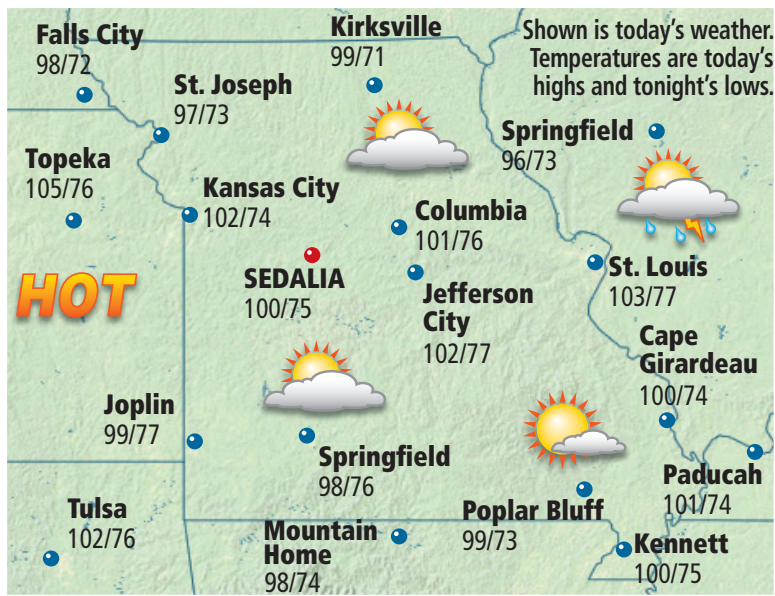 Shown is today's weather.
Temperatures are today's
highs and tonight's lows.
Falls City
98/72
Kirksville
99/71
St. Joseph
97/73
Springfield
96/73
Topeka
105/76
Kansas City
102/74
Columbia
101/76
SEDALIA
100/75
St. Louis
103/77
HOT
Jefferson
City
102/77
Cape
Girardeau
100/74
Joplin
99/77
Springfield
98/76
Paducah
101/74
Tulsa
102/76
Poplar Bluff
99/73
Mountain
Home
98/74
Kennett
100/75